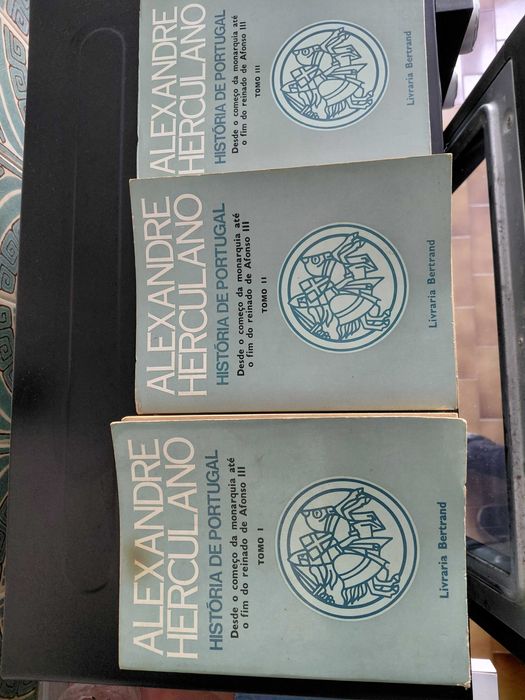 ALEXANDRE
HERCULANO
HISTÓRIA DE PORTUGAL
Desde o começo da monarquia até
o fim do reinado de Afonso III
TOMO III
Livraria Bertrand
ALEXANDRE
HERCULANO
HISTÓRIA DE PORTUGAL
Desde o começo da monarquia até
o fim do reinado de Afonso III
TOMO II
Livraria Bertrand
ALEXANDRE
HERCULANO
HISTÓRIA DE PORTUGAL
Desde o começo da monarquia até
o fim do reinado de Afonso III
TOMO I
Livraria Bertrand